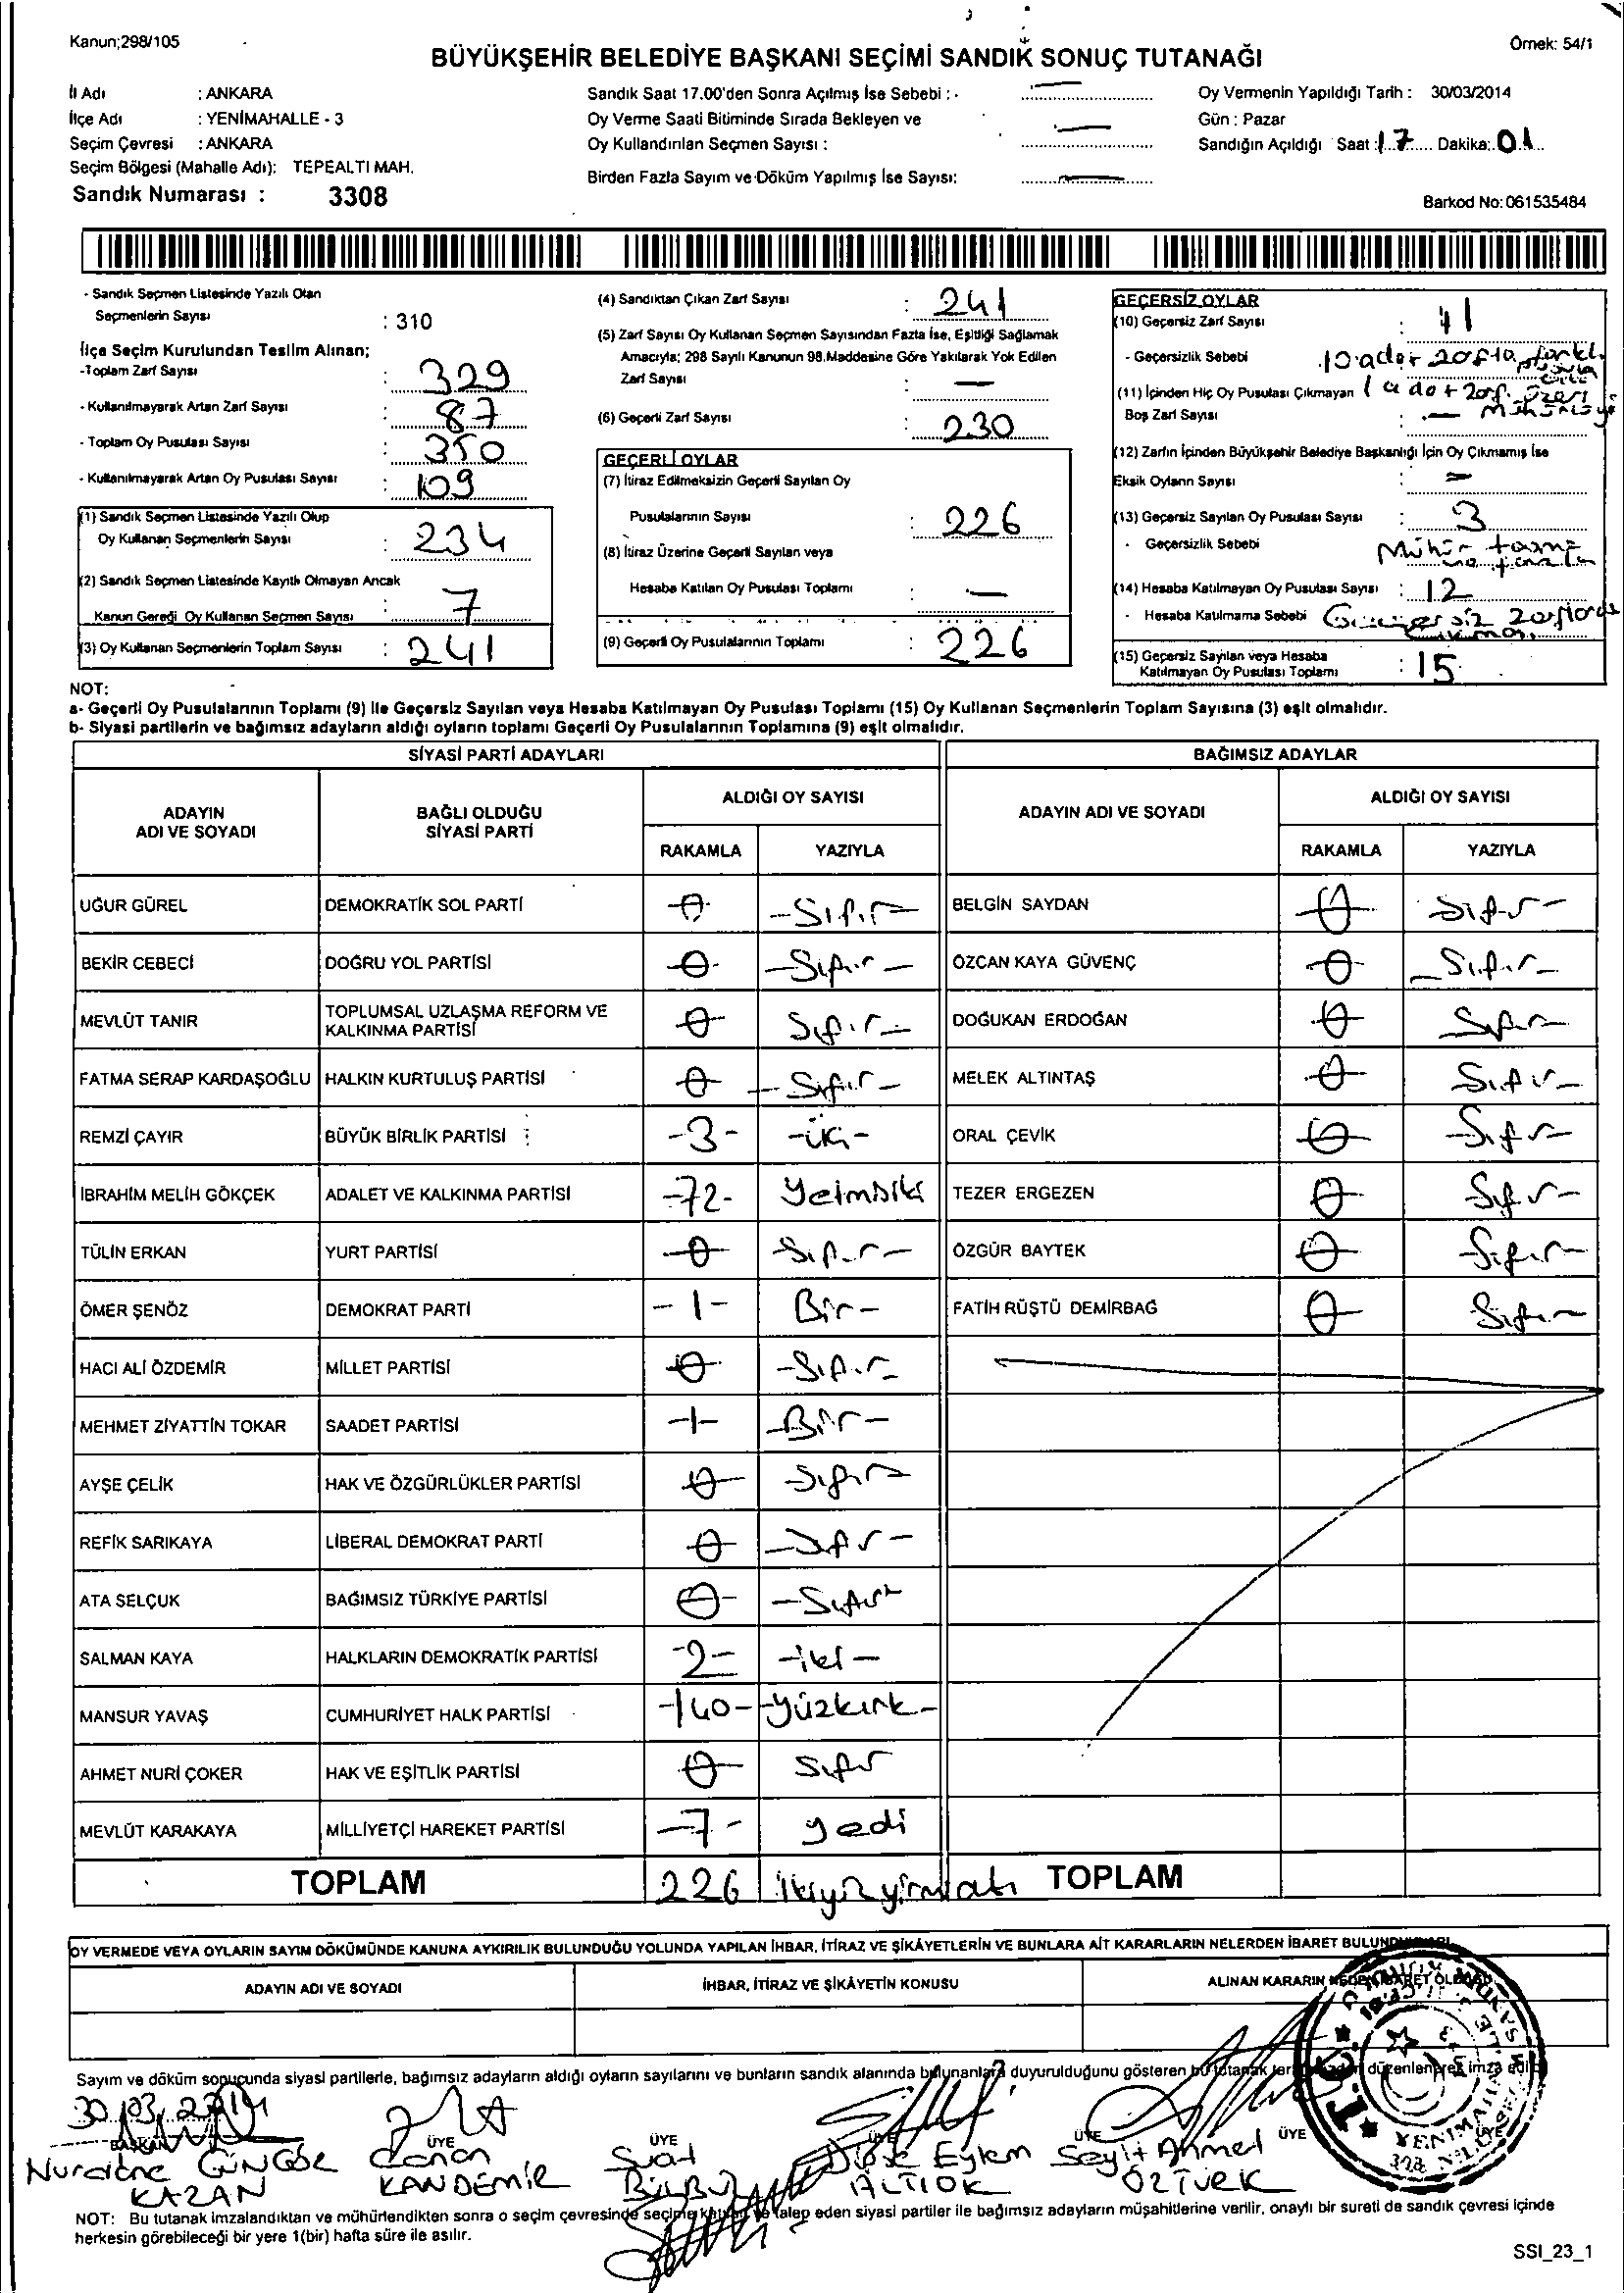 Kanun;298/105
Örnek: 54/1
BÜYÜKŞEHİR BELEDİYE BAŞKANI SEÇİMİ SANDIK SONUÇ TUTANAĞI
İl Adı : ANKARA
İlçe Adı : YENİMAHALLE - 3
Seçim Çevresi : ANKARA
Seçim Bölgesi (Mahalle Adı): TEPEALTI MAH.
Sandık Numarası : 3308
Sandık Saat 17.00'den Sonra Açılmış İse Sebebi :
Oy Verme Saati Bitiminde Sırada Bekleyen ve
Oy Kullandırılan Seçmen Sayısı :
Birden Fazla Sayım ve Döküm Yapılmış İse Sayısı:
Oy Vermenin Yapıldığı Tarih : 30/03/2014
Gün : Pazar
Sandığın Açıldığı Saat : 17 Dakika: 01
Barkod No: 061535484
- Sandık Seçmen Listesinde Yazılı Olan
Seçmenlerin Sayısı : 310
İlçe Seçim Kurulundan Teslim Alınan;
-Toplam Zarf Sayısı : 329
- Kullanılmayarak Artan Zarf Sayısı : 87
- Toplam Oy Pusulası Sayısı : 350
- Kullanılmayarak Artan Oy Pusulası Sayısı : 109
(1) Sandık Seçmen Listesinde Yazılı Olup
Oy Kullanan Seçmenlerin Sayısı : 234
(2) Sandık Seçmen Listesinde Kayıtlı Olmayan Ancak
Kanun Gereği Oy Kullanan Seçmen Sayısı : 7
(3) Oy Kullanan Seçmenlerin Toplam Sayısı : 241
(4) Sandıktan Çıkan Zarf Sayısı : 241
(5) Zarf Sayısı Oy Kullanan Seçmen Sayısından Fazla İse, Eşitliği Sağlamak
Amacıyla; 298 Sayılı Kanunun 98.Maddesine Göre Yakılarak Yok Edilen
Zarf Sayısı : —
(6) Geçerli Zarf Sayısı : 230
GEÇERLİ OYLAR
(7) İtiraz Edilmeksizin Geçerli Sayılan Oy
Pusulalarının Sayısı : 226
(8) İtiraz Üzerine Geçerli Sayılan veya
Hesaba Katılan Oy Pusulası Toplamı : —
(9) Geçerli Oy Pusulalarının Toplamı : 226
GEÇERSİZ OYLAR
(10) Geçersiz Zarf Sayısı : 11
- Geçersizlik Sebebi : 10 adet zarfta farklı
(11) İçinden Hiç Oy Pusulası Çıkmayan 1 adet zarf üzeri
Boş Zarf Sayısı : —
(12) Zarfın İçinden Büyükşehir Belediye Başkanlığı İçin Oy Çıkmamış İse
Eksik Oyların Sayısı : —
(13) Geçersiz Sayılan Oy Pusulası Sayısı : 3
- Geçersizlik Sebebi Mühür taşma
(14) Hesaba Katılmayan Oy Pusulası Sayısı : 12
- Hesaba Katılmama Sebebi Geçersiz zarflarda
(15) Geçersiz Sayılan veya Hesaba
Katılmayan Oy Pusulası Toplamı : 15
NOT:
a- Geçerli Oy Pusulalarının Toplamı (9) ile Geçersiz Sayılan veya Hesaba Katılmayan Oy Pusulası Toplamı (15) Oy Kullanan Seçmenlerin Toplam Sayısına (3) eşit olmalıdır.
b- Siyasi partilerin ve bağımsız adayların aldığı oyların toplamı Geçerli Oy Pusulalarının Toplamına (9) eşit olmalıdır.
SİYASİ PARTİ ADAYLARI
BAĞIMSIZ ADAYLAR
ADAYIN ADI VE SOYADI
BAĞLI OLDUĞU SİYASİ PARTİ
ALDIĞI OY SAYISI
RAKAMLA YAZIYLA
ADAYIN ADI VE SOYADI
ALDIĞI OY SAYISI
RAKAMLA YAZIYLA
UĞUR GÜREL DEMOKRATİK SOL PARTİ 0 -Sıfır- BELGİN SAYDAN 0 Sıfır-
BEKİR CEBECİ DOĞRU YOL PARTİSİ 0 -Sıfır- ÖZCAN KAYA GÜVENÇ 0 -Sıfır-
MEVLÜT TANIR TOPLUMSAL UZLAŞMA REFORM VE KALKINMA PARTİSİ 0 Sıfır- DOĞUKAN ERDOĞAN 0 Sıfır
FATMA SERAP KARDAŞOĞLU HALKIN KURTULUŞ PARTİSİ 0 -Sıfır- MELEK ALTINTAŞ 0 Sıfır-
REMZİ ÇAYIR BÜYÜK BİRLİK PARTİSİ -3- -üç- ORAL ÇEVİK 0 -Sıfır-
İBRAHİM MELİH GÖKÇEK ADALET VE KALKINMA PARTİSİ -72- Yetmişiki TEZER ERGEZEN 0 Sıfır-
TÜLİN ERKAN YURT PARTİSİ 0 -Sıfır- ÖZGÜR BAYTEK 0 -Sıfır-
ÖMER ŞENÖZ DEMOKRAT PARTİ -1- Bir- FATİH RÜŞTÜ DEMİRBAĞ 0 Sıfır
HACI ALİ ÖZDEMİR MİLLET PARTİSİ 0 -Sıfır-
MEHMET ZİYATTİN TOKAR SAADET PARTİSİ -1- -Bir-
AYŞE ÇELİK HAK VE ÖZGÜRLÜKLER PARTİSİ 0 -Sıfır-
REFİK SARIKAYA LİBERAL DEMOKRAT PARTİ 0 -Sıfır-
ATA SELÇUK BAĞIMSIZ TÜRKİYE PARTİSİ 0 -Sıfır
SALMAN KAYA HALKLARIN DEMOKRATİK PARTİSİ -2- -iki-
MANSUR YAVAŞ CUMHURİYET HALK PARTİSİ -140- -yüzkırk-
AHMET NURİ ÇOKER HAK VE EŞİTLİK PARTİSİ 0 Sıfır
MEVLÜT KARAKAYA MİLLİYETÇİ HAREKET PARTİSİ -7- yedi
TOPLAM 226 ikiyüzyirmialtı TOPLAM
OY VERMEDE VEYA OYLARIN SAYIM DÖKÜMÜNDE KANUNA AYKIRILIK BULUNDUĞU YOLUNDA YAPILAN İHBAR, İTİRAZ VE ŞİKÂYETLERİN VE BUNLARA AİT KARARLARIN NELERDEN İBARET BULUNDUĞU
ADAYIN ADI VE SOYADI İHBAR, İTİRAZ VE ŞİKÂYETİN KONUSU ALINAN KARARIN NEDEN İBARET OLDUĞU
Sayım ve döküm sonucunda siyasi partilerle, bağımsız adayların aldığı oyların sayılarını ve bunların sandık alanında bulunanlara duyurulduğunu gösteren bu tutanak düzenlenerek imza edildi
30.03.2014
BAŞKAN ÜYE ÜYE ÜYE ÜYE ÜYE ÜYE
GÜNGÖR KAZAN
Canan KANDEMİR
Suat
Eylem ALTIOK
Seyit Ahmet ÖZTÜRK
T.C.
NOT: Bu tutanak imzalandıktan ve mühürlendikten sonra o seçim çevresinde seçime katılan ve talep eden siyasi partiler ile bağımsız adayların müşahitlerine verilir, onaylı bir sureti de sandık çevresi içinde
herkesin görebileceği bir yere 1(bir) hafta süre ile asılır.
SSI_23_1